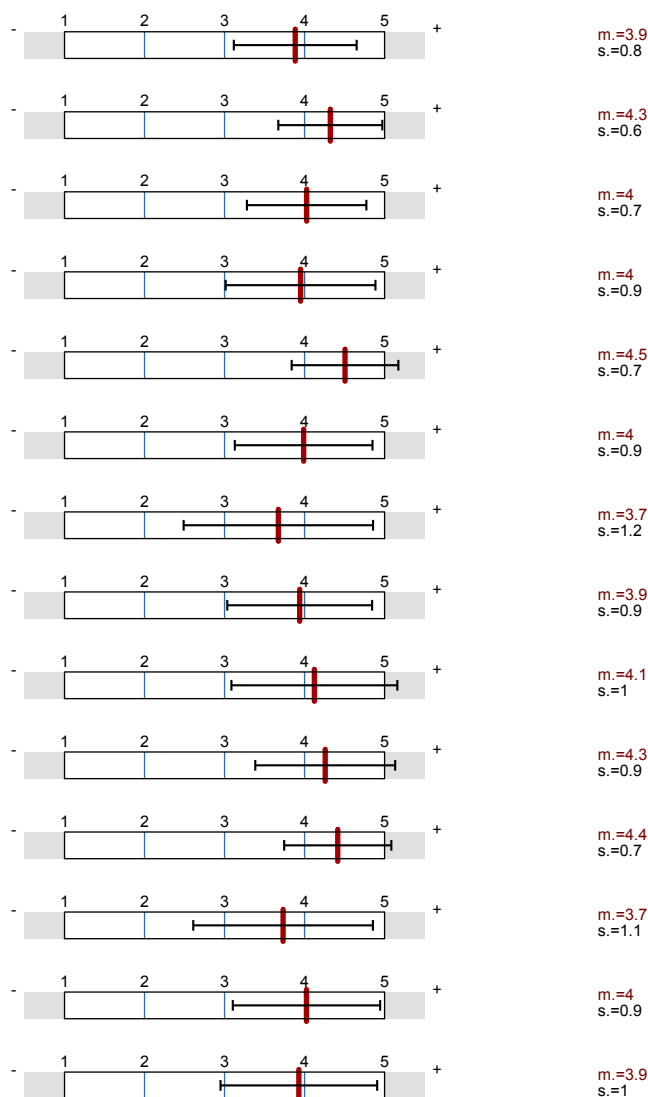 - 1 2 3 4 5 + m.=3.9
s.=0.8
- 1 2 3 4 5 + m.=4.3
s.=0.6
- 1 2 3 4 5 + m.=4
s.=0.7
- 1 2 3 4 5 + m.=4
s.=0.9
- 1 2 3 4 5 + m.=4.5
s.=0.7
- 1 2 3 4 5 + m.=4
s.=0.9
- 1 2 3 4 5 + m.=3.7
s.=1.2
- 1 2 3 4 5 + m.=3.9
s.=0.9
- 1 2 3 4 5 + m.=4.1
s.=1
- 1 2 3 4 5 + m.=4.3
s.=0.9
- 1 2 3 4 5 + m.=4.4
s.=0.7
- 1 2 3 4 5 + m.=3.7
s.=1.1
- 1 2 3 4 5 + m.=4
s.=0.9
- 1 2 3 4 5 + m.=3.9
s.=1